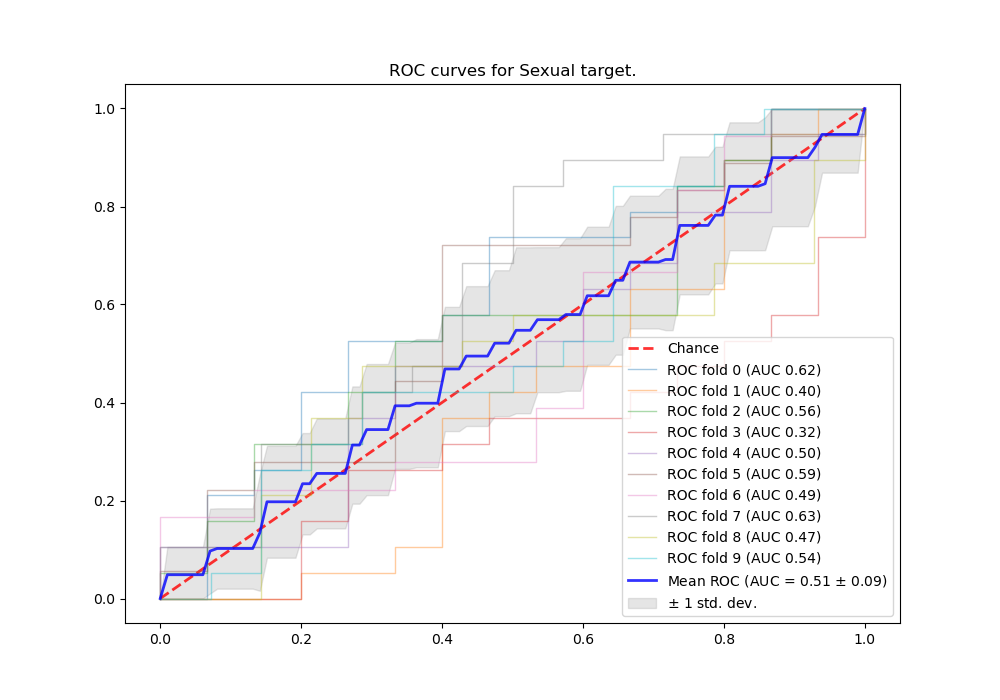 ROC curves for Sexual target.
1.0
0.8
0.6
0.4
0.2
0.0
Chance
ROC fold 0 (AUC 0.62)
ROC fold 1 (AUC 0.40)
ROC fold 2 (AUC 0.56)
ROC fold 3 (AUC 0.32)
ROC fold 4 (AUC 0.50)
ROC fold 5 (AUC 0.59)
ROC fold 6 (AUC 0.49)
ROC fold 7 (AUC 0.63)
ROC fold 8 (AUC 0.47)
ROC fold 9 (AUC 0.54)
Mean ROC (AUC = 0.51 ± 0.09)
± 1 std. dev.
0.0 0.2 0.4 0.6 0.8 1.0